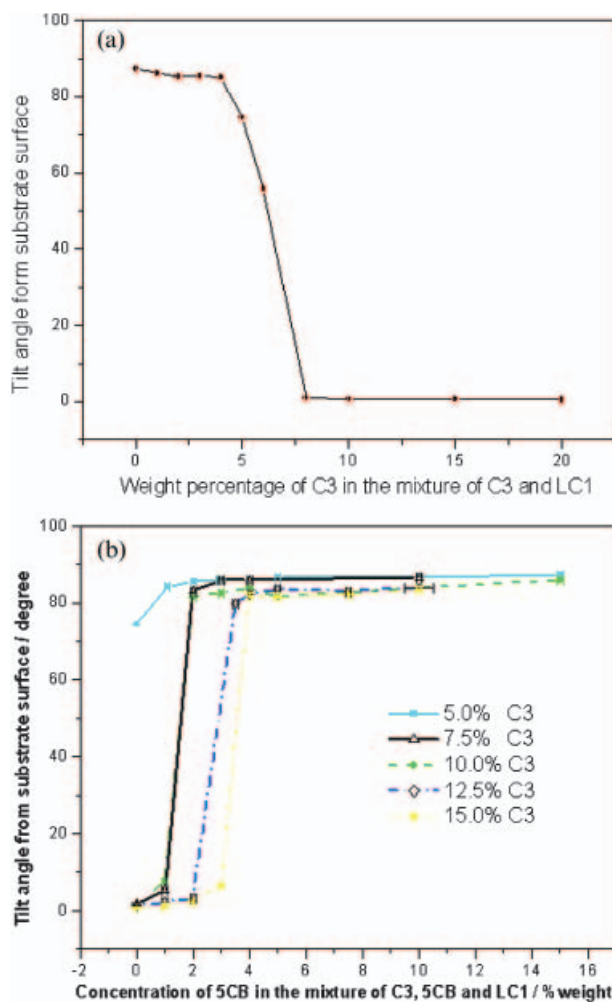 (a)
Tilt angle form substrate surface
100
80
60
40
20
0
0 5 10 15 20
Weight percentage of C3 in the mixture of C3 and LC1
(b)
Tilt angle from substrate surface / degree
100
80
60
40
20
0
5.0% C3
7.5% C3
10.0% C3
12.5% C3
15.0% C3
-2 0 2 4 6 8 10 12 14 16
Concentration of 5CB in the mixture of C3, 5CB and LC1 / % weight